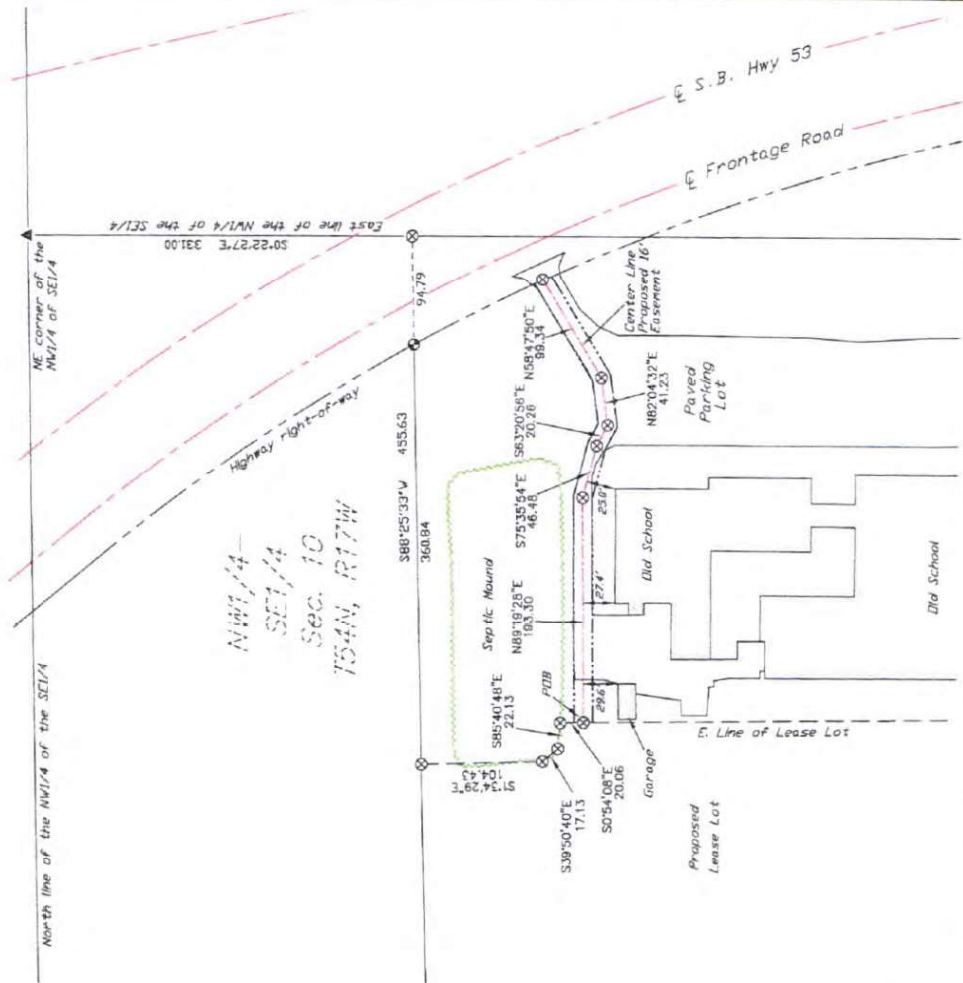 ℄ S.B. Hwy 53
℄ Frontage Road
NE corner of the
NW1/4 of SE1/4
East line of the NW1/4 of the SE1/4
S0°22'27"E 331.00
94.79
Highway right-of-way
S88°25'33"W 455.63
360.84
North line of the NW1/4 of the SE1/4
NW1/4
SE1/4
Sec. 10
T54N, R17W
Center Line
Proposed 16'
Easement
N58°47'50"E
99.34
S63°20'56"E
20.26
N82°04'32"E
41.23
Paved
Parking
Lot
S75°35'54"E
46.48
25.0'
Septic Mound
N89°19'28"E
193.30
27.4'
Old School
Old School
POB
29.6'
S85°40'48"E
22.13
S1°34'29"E
104.43
S39°50'40"E
17.13
S0°54'08"E
20.06
Garage
E. Line of Lease Lot
Proposed
Lease Lot